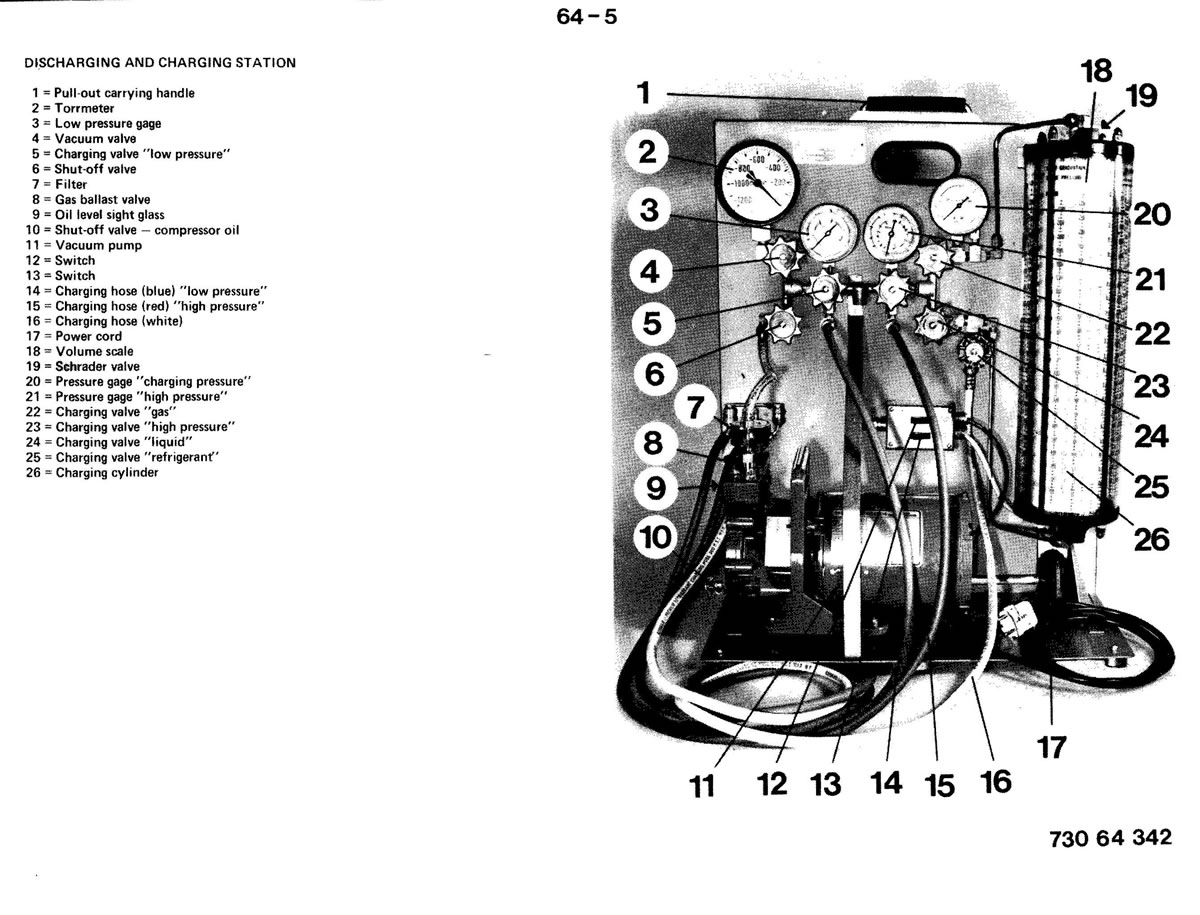 64-5
DISCHARGING AND CHARGING STATION
1 = Pull-out carrying handle
2 = Torrmeter
3 = Low pressure gage
4 = Vacuum valve
5 = Charging valve "low pressure"
6 = Shut-off valve
7 = Filter
8 = Gas ballast valve
9 = Oil level sight glass
10 = Shut-off valve — compressor oil
11 = Vacuum pump
12 = Switch
13 = Switch
14 = Charging hose (blue) "low pressure"
15 = Charging hose (red) "high pressure"
16 = Charging hose (white)
17 = Power cord
18 = Volume scale
19 = Schrader valve
20 = Pressure gage "charging pressure"
21 = Pressure gage "high pressure"
22 = Charging valve "gas"
23 = Charging valve "high pressure"
24 = Charging valve "liquid"
25 = Charging valve "refrigerant"
26 = Charging cylinder
1
2
3
4
5
6
7
8
9
10
11
12
13
14
15
16
17
18
19
20
21
22
23
24
25
26
-600
-800
-400
-1000
-200
730 64 342